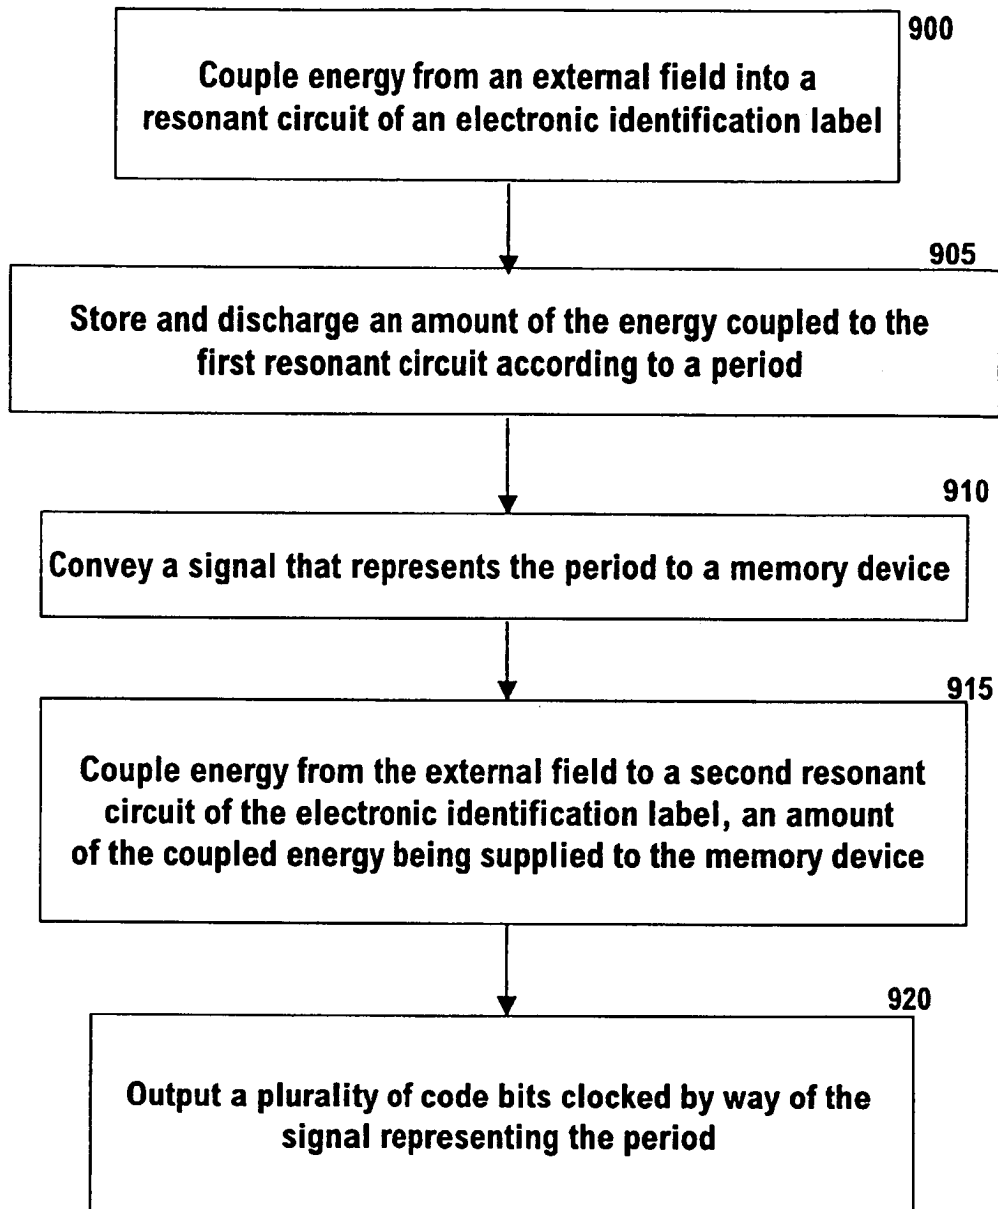 900
Couple energy from an external field into a
resonant circuit of an electronic identification label
905
Store and discharge an amount of the energy coupled to the
first resonant circuit according to a period
910
Convey a signal that represents the period to a memory device
915
Couple energy from the external field to a second resonant
circuit of the electronic identification label, an amount
of the coupled energy being supplied to the memory device
920
Output a plurality of code bits clocked by way of the
signal representing the period